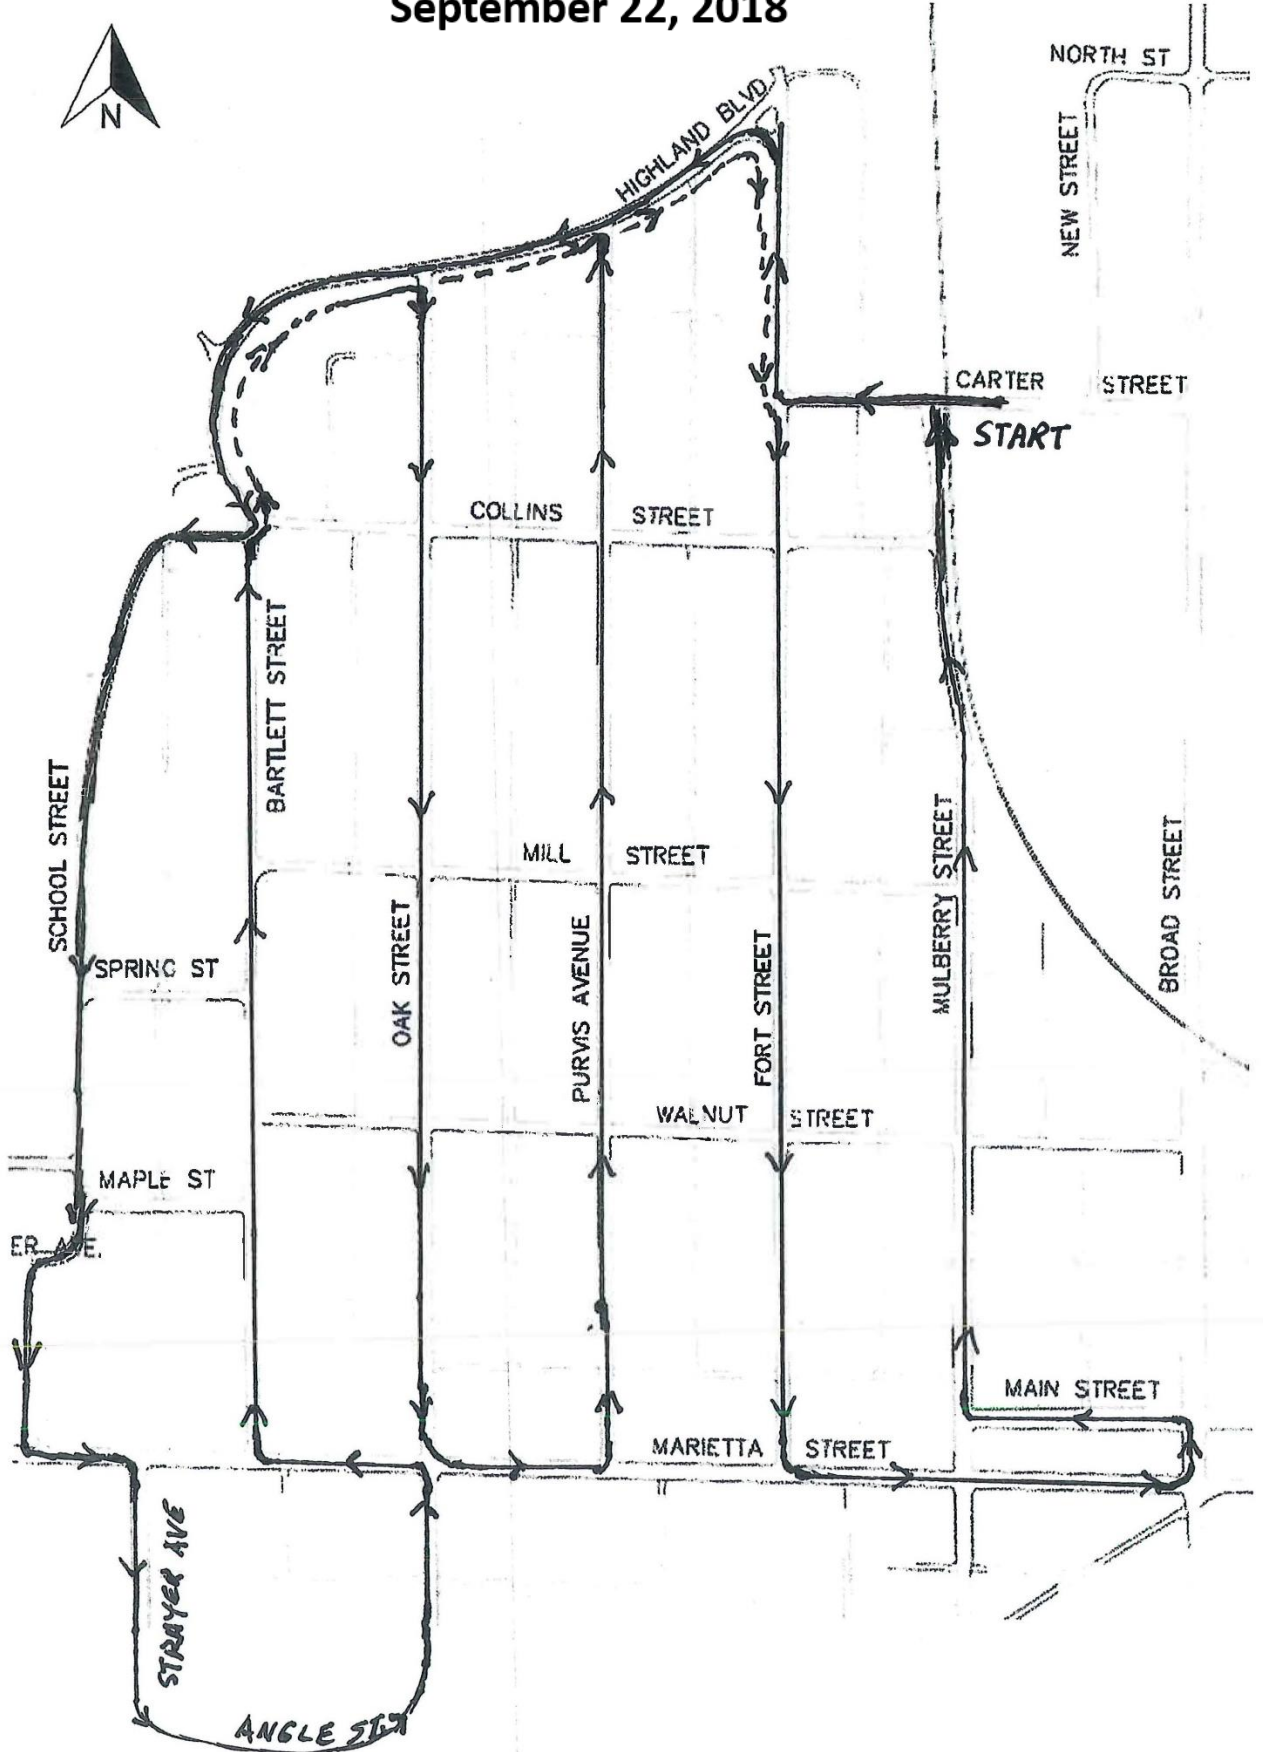 September 22, 2018
N
NORTH ST
NEW STREET
HIGHLAND BLVD
CARTER STREET
START
COLLINS STREET
BARTLETT STREET
SCHOOL STREET
MILL STREET
MULBERRY STREET
BROAD STREET
SPRING ST
OAK STREET
PURVIS AVENUE
FORT STREET
WALNUT STREET
MAPLE ST
ER AVE.
MAIN STREET
MARIETTA STREET
STRAYER AVE
ANGLE ST.